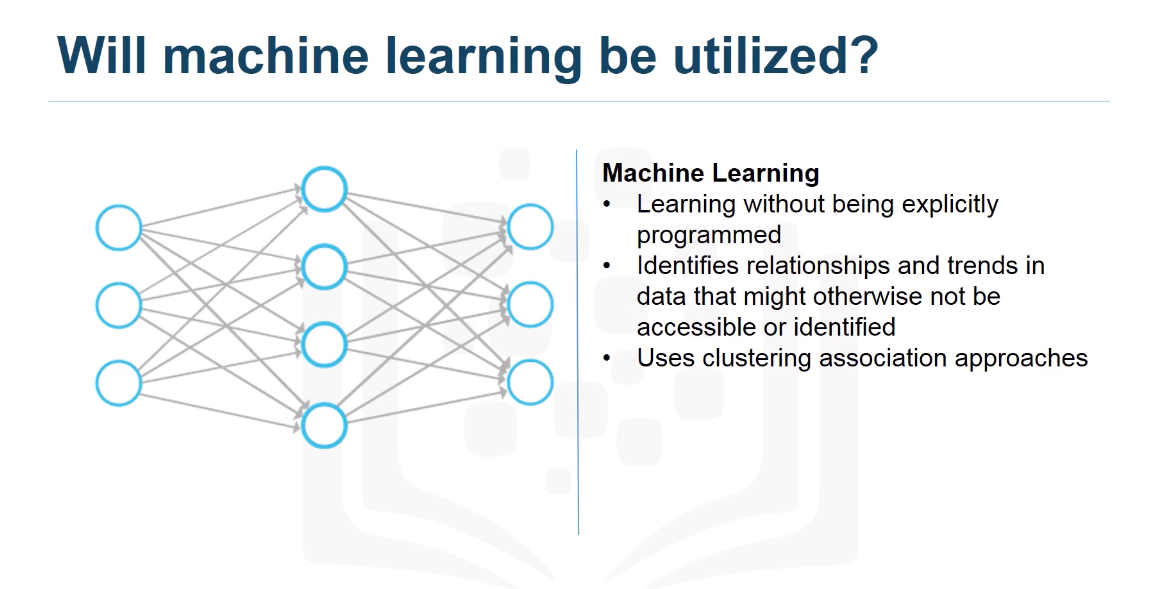 Will machine learning be utilized?
Machine Learning
• Learning without being explicitly
programmed
• Identifies relationships and trends in
data that might otherwise not be
accessible or identified
• Uses clustering association approaches